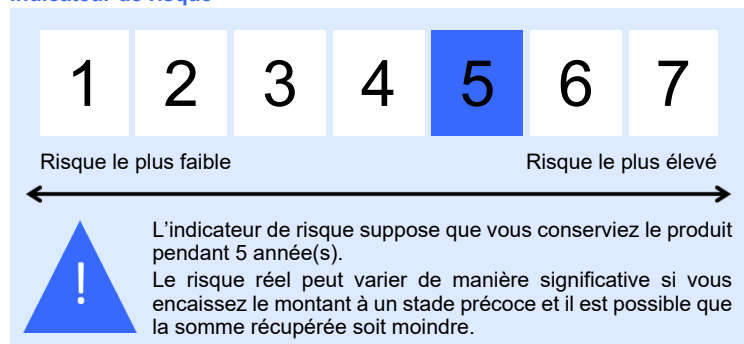 Indicateur de risque
1 2 3 4 5 6 7
Risque le plus faible Risque le plus élevé
L'indicateur de risque suppose que vous conserviez le produit
pendant 5 année(s).
Le risque réel peut varier de manière significative si vous
encaissez le montant à un stade précoce et il est possible que
la somme récupérée soit moindre.
!